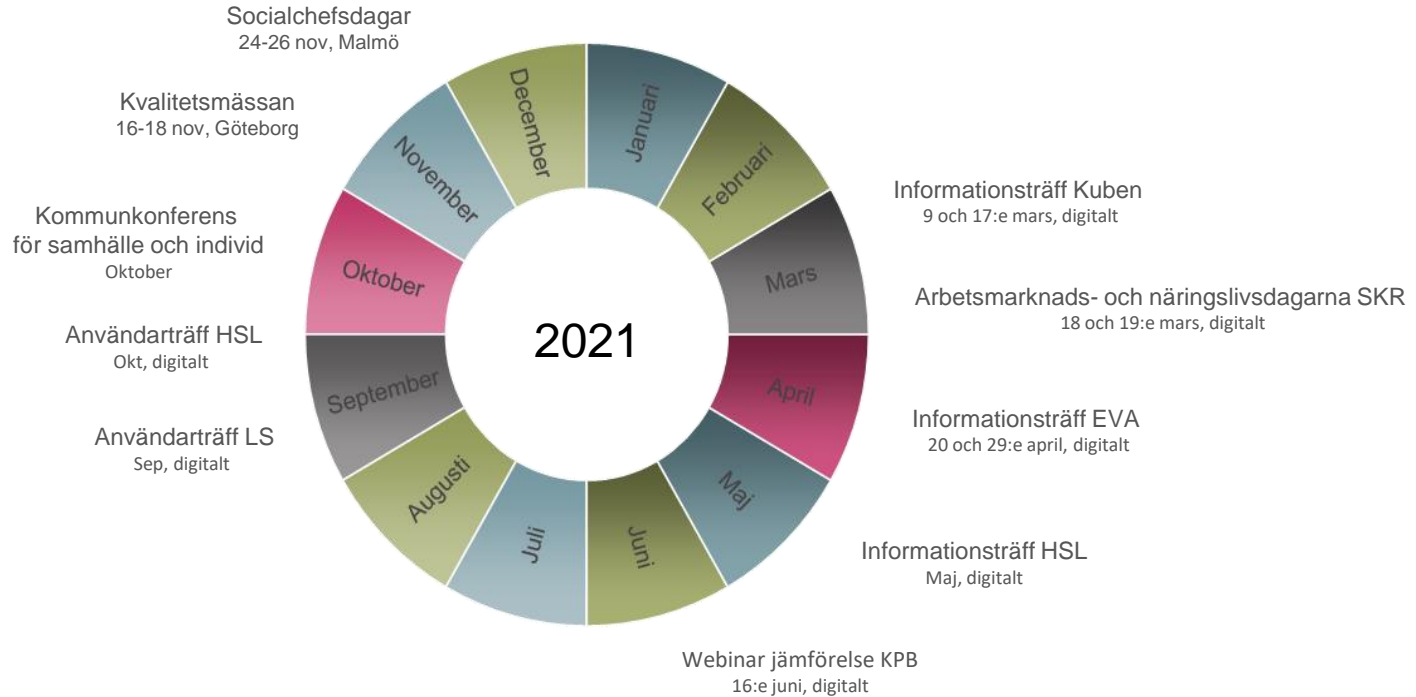 Socialchefsdagar
24-26 nov, Malmö
Kvalitetsmässan
16-18 nov, Göteborg
Kommunkonferens
för samhälle och individ
Oktober
Användarträff HSL
Okt, digitalt
Användarträff LS
Sep, digitalt
Januari
Februari
Mars
April
Maj
Juni
Juli
Augusti
September
Oktober
November
December
2021
Informationsträff Kuben
9 och 17:e mars, digitalt
Arbetsmarknads- och näringslivsdagarna SKR
18 och 19:e mars, digitalt
Informationsträff EVA
20 och 29:e april, digitalt
Informationsträff HSL
Maj, digitalt
Webinar jämförelse KPB
16:e juni, digitalt